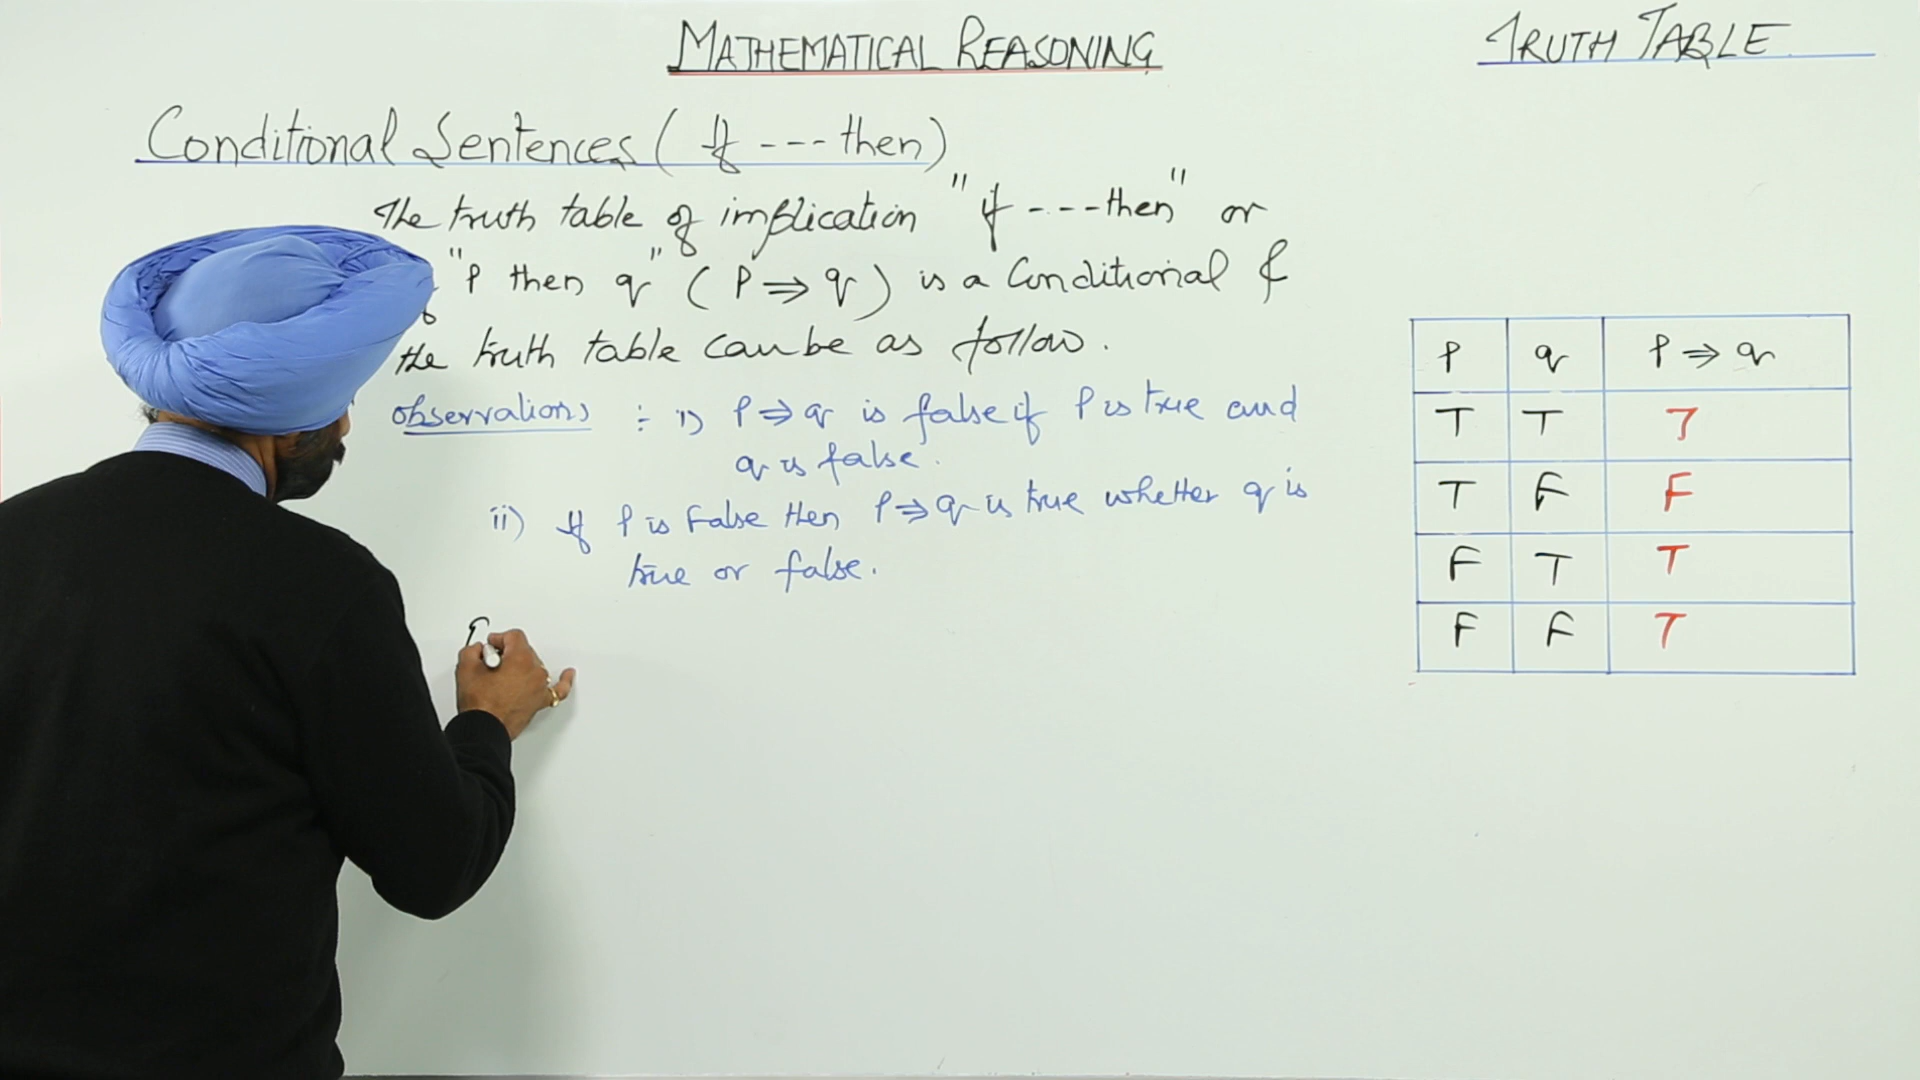 MATHEMATICAL REASONING
TRUTH TABLE
Conditional Sentences ( If --- then)
The truth table of implication "if ---- then" or
"P then q" ( P ⇒ q ) is a Conditional &
the truth table can be as follow.
Observations :- i) P ⇒ q is false if P is true and
q is false.
ii) If P is False then P ⇒ q is true whether q is
true or false.
P q P ⇒ q
T T T
T F F
F T T
F F T